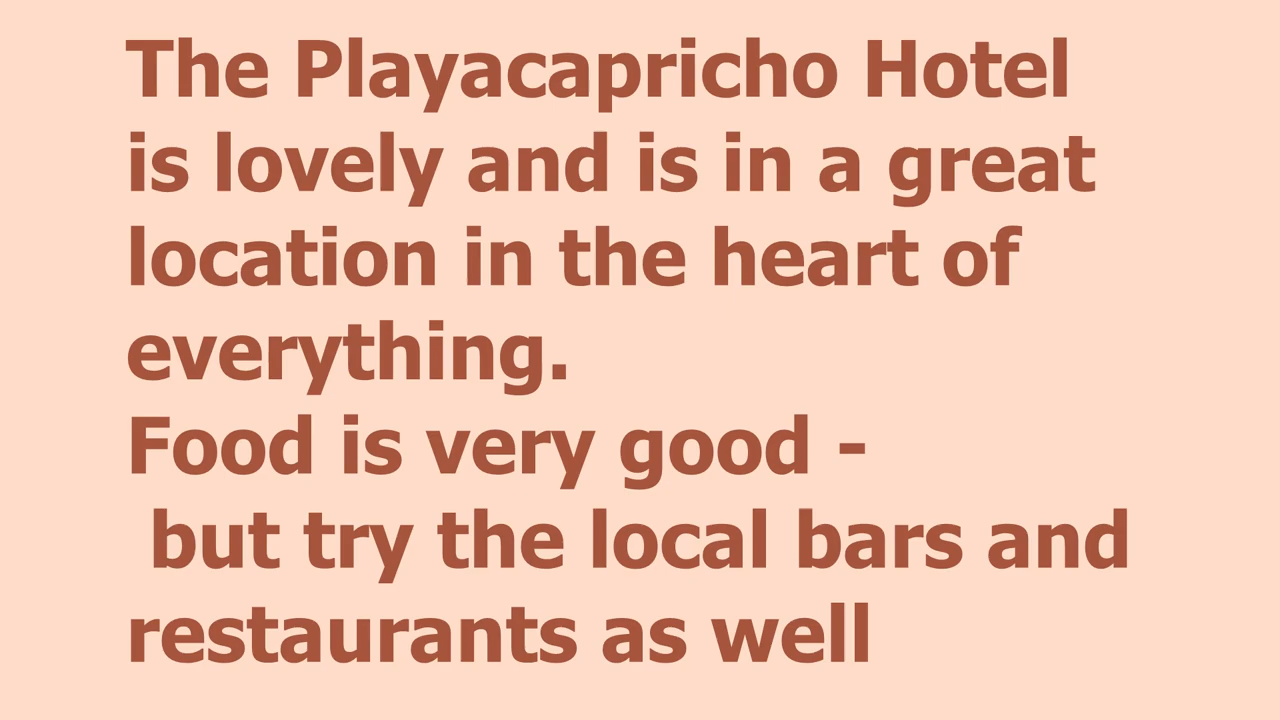 The Playacapricho Hotel
is lovely and is in a great
location in the heart of
everything.
Food is very good -
but try the local bars and
restaurants as well